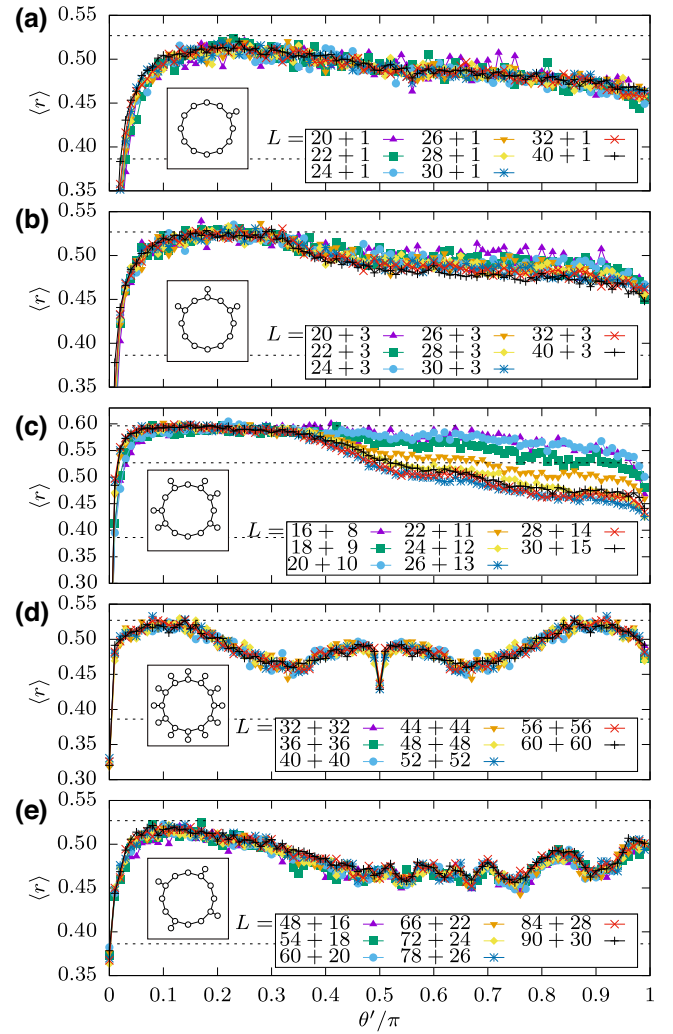 (a)
0.55
0.50
0.45
0.40
0.35
⟨r⟩
L = 20 + 1 26 + 1 32 + 1
22 + 1 28 + 1 40 + 1
24 + 1 30 + 1
(b)
0.55
0.50
0.45
0.40
0.35
⟨r⟩
L = 20 + 3 26 + 3 32 + 3
22 + 3 28 + 3 40 + 3
24 + 3 30 + 3
(c)
0.60
0.55
0.50
0.45
0.40
0.35
0.30
⟨r⟩
L = 16 + 8 22 + 11 28 + 14
18 + 9 24 + 12 30 + 15
20 + 10 26 + 13
(d)
0.55
0.50
0.45
0.40
0.35
0.30
⟨r⟩
L = 32 + 32 44 + 44 56 + 56
36 + 36 48 + 48 60 + 60
40 + 40 52 + 52
(e)
0.55
0.50
0.45
0.40
0.35
⟨r⟩
L = 48 + 16 66 + 22 84 + 28
54 + 18 72 + 24 90 + 30
60 + 20 78 + 26
0 0.1 0.2 0.3 0.4 0.5 0.6 0.7 0.8 0.9 1
θ′/π